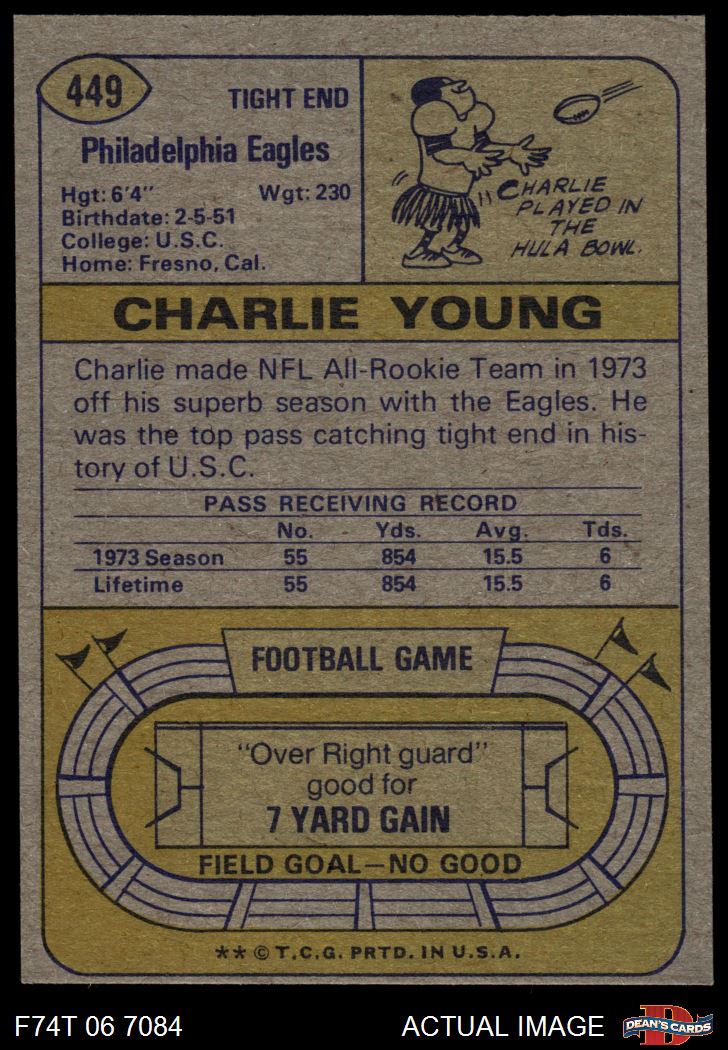 449
TIGHT END
Philadelphia Eagles
Hgt: 6'4" Wgt: 230
Birthdate: 2-5-51
College: U.S.C.
Home: Fresno, Cal.
CHARLIE
PLAYED IN
THE
HULA BOWL.
CHARLIE YOUNG
Charlie made NFL All-Rookie Team in 1973
off his superb season with the Eagles. He
was the top pass catching tight end in his-
tory of U.S.C.
PASS RECEIVING RECORD
No. Yds. Avg. Tds.
1973 Season 55 854 15.5 6
Lifetime 55 854 15.5 6
FOOTBALL GAME
"Over Right guard"
good for
7 YARD GAIN
FIELD GOAL—NO GOOD
** © T.C.G. PRTD. IN U.S.A.
F74T 06 7084 ACTUAL IMAGE
D
DEAN'S CARDS